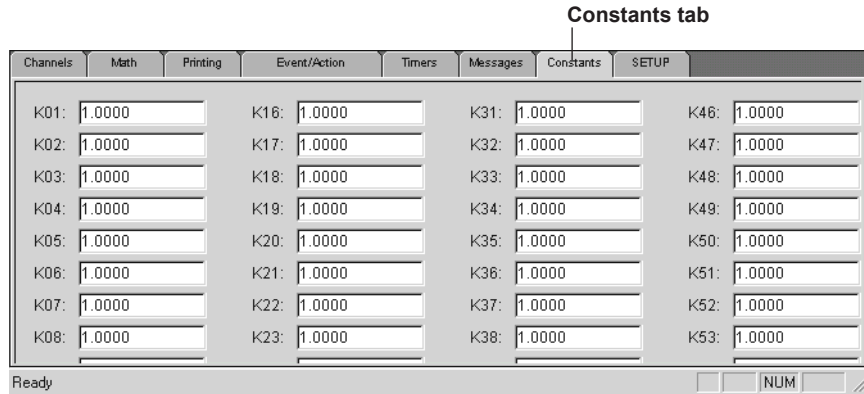 Constants tab
Channels Math Printing Event/Action Timers Messages Constants SETUP
K01: 1.0000 K16: 1.0000 K31: 1.0000 K46: 1.0000
K02: 1.0000 K17: 1.0000 K32: 1.0000 K47: 1.0000
K03: 1.0000 K18: 1.0000 K33: 1.0000 K48: 1.0000
K04: 1.0000 K19: 1.0000 K34: 1.0000 K49: 1.0000
K05: 1.0000 K20: 1.0000 K35: 1.0000 K50: 1.0000
K06: 1.0000 K21: 1.0000 K36: 1.0000 K51: 1.0000
K07: 1.0000 K22: 1.0000 K37: 1.0000 K52: 1.0000
K08: 1.0000 K23: 1.0000 K38: 1.0000 K53: 1.0000
Ready NUM